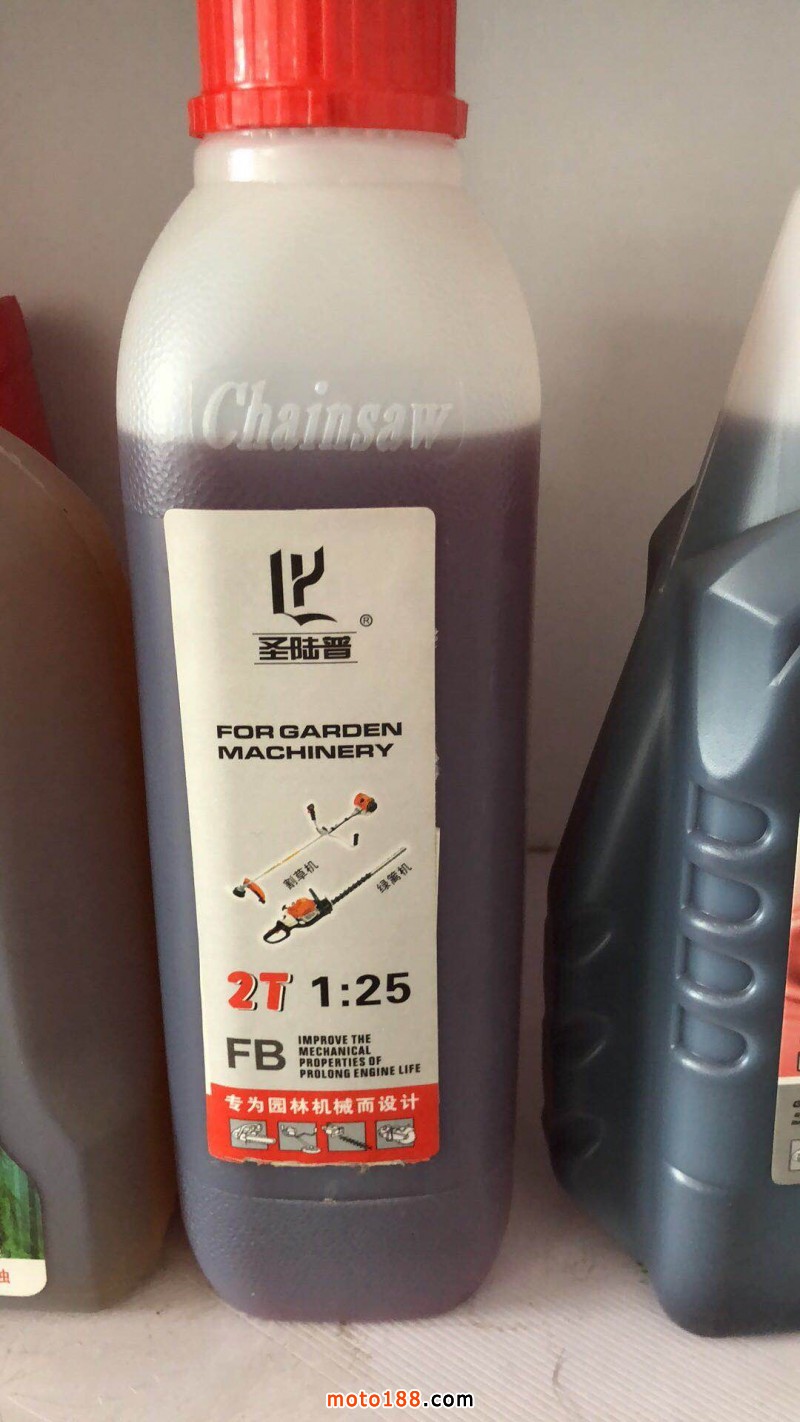 Chainsaw
®
圣陆普
FOR GARDEN
MACHINERY
割草机
绿篱机
2T 1:25
FB
IMPROVE THE
MECHANICAL
PROPERTIES OF
PROLONG ENGINE LIFE
专为园林机械而设计
moto188.com